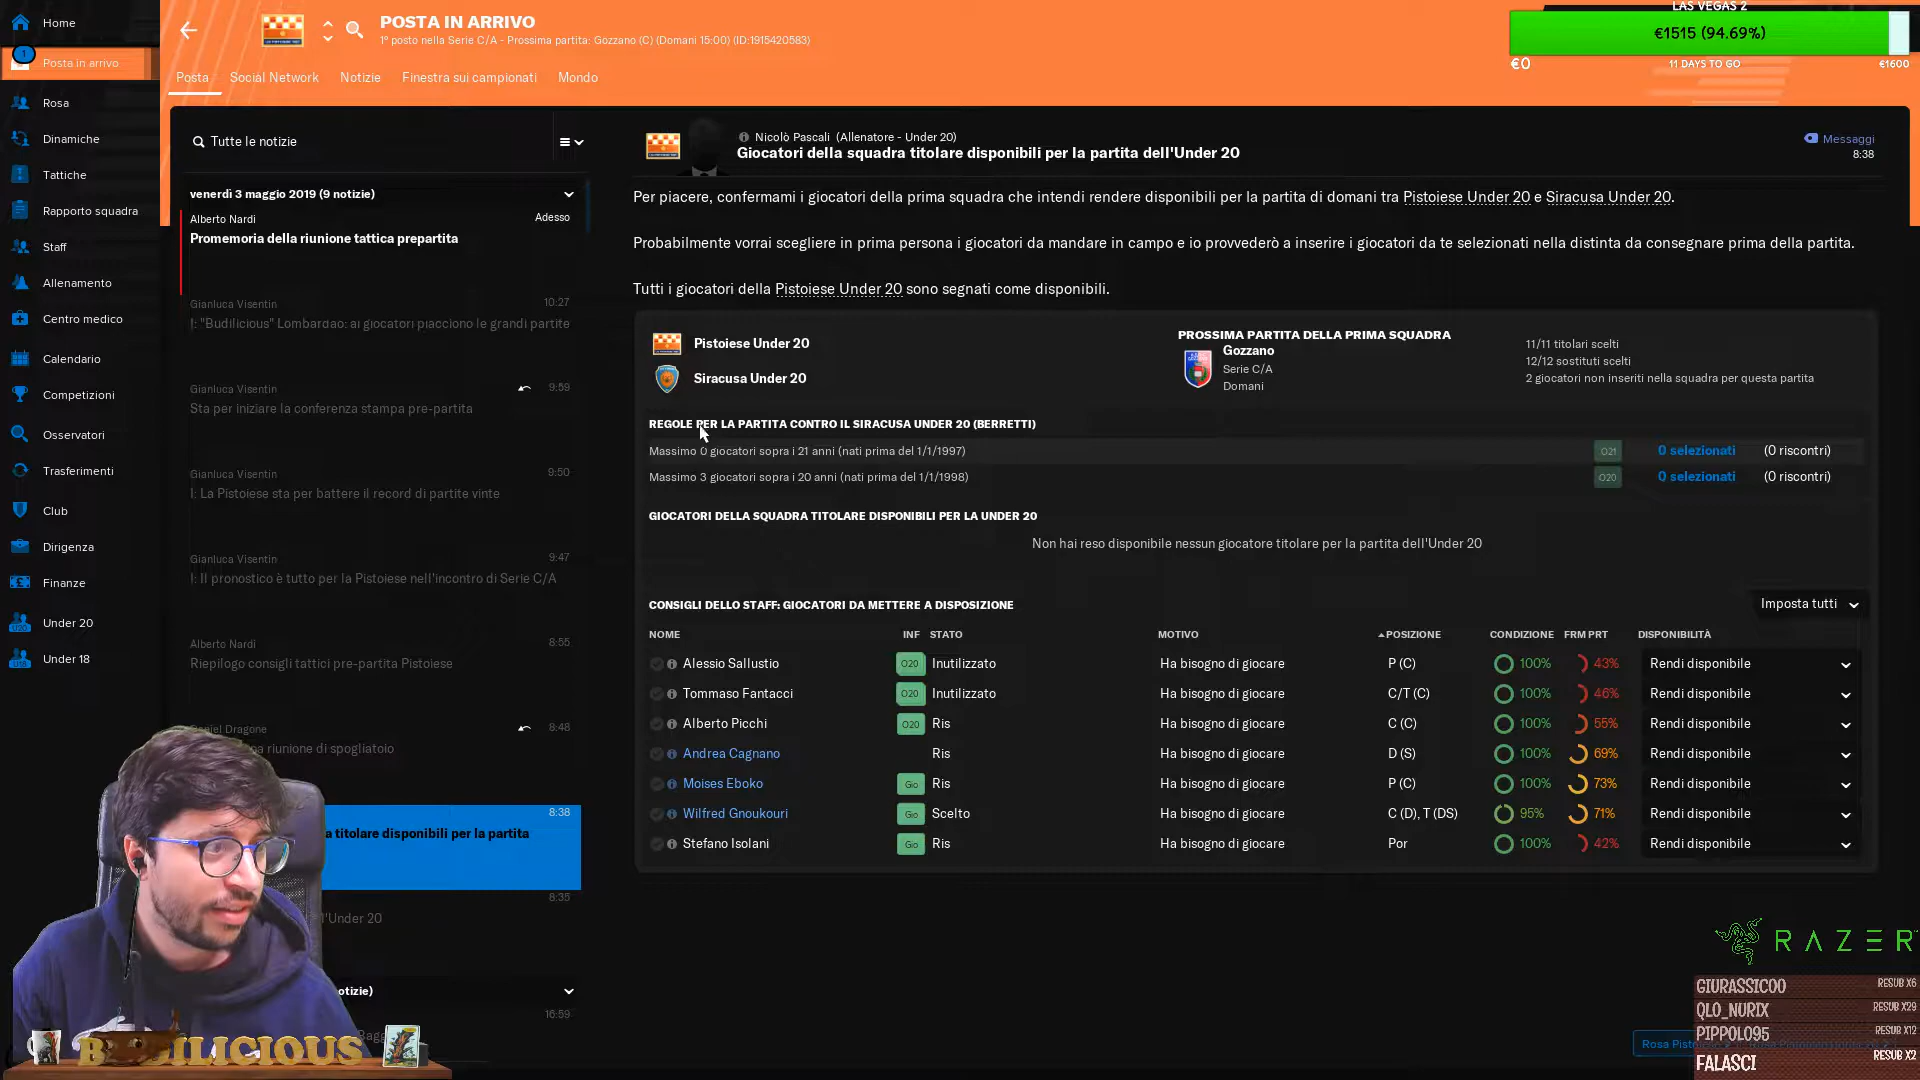 Home
1
Posta in arrivo
Rosa
Dinamiche
Tattiche
Rapporto squadra
Staff
Allenamento
Centro medico
Calendario
Competizioni
Osservatori
Trasferimenti
Club
Dirigenza
Finanze
Under 20
Under 18
POSTA IN ARRIVO
1° posto nella Serie C/A - Prossima partita: Gozzano (C) (Domani 15:00) (ID:1915420583)
Posta Social Network Notizie Finestra sui campionati Mondo
LAS VEGAS 2
€1515 (94.69%)
€0 11 DAYS TO GO €1600
Tutte le notizie
venerdì 3 maggio 2019 (9 notizie)
Alberto Nardi Adesso
Promemoria della riunione tattica prepartita
Gianluca Visentin 10:27
I: "Budilicious" Lombardao: ai giocatori piacciono le grandi partite
Gianluca Visentin 9:59
Sta per iniziare la conferenza stampa pre-partita
Gianluca Visentin 9:50
I: La Pistoiese sta per battere il record di partite vinte
Gianluca Visentin 9:47
I: Il pronostico è tutto per la Pistoiese nell'incontro di Serie C/A
Alberto Nardi 8:55
Riepilogo consigli tattici pre-partita Pistoiese
Dragone 8:48
riunione di spogliatoio
8:38
titolare disponibili per la partita
8:35
l'Under 20
otizie)
16:59
Nicolò Pascali (Allenatore - Under 20)
Giocatori della squadra titolare disponibili per la partita dell'Under 20
Messaggi
8:38
Per piacere, confermami i giocatori della prima squadra che intendi rendere disponibili per la partita di domani tra Pistoiese Under 20 e Siracusa Under 20.
Probabilmente vorrai scegliere in prima persona i giocatori da mandare in campo e io provvederò a inserire i giocatori da te selezionati nella distinta da consegnare prima della partita.
Tutti i giocatori della Pistoiese Under 20 sono segnati come disponibili.
Pistoiese Under 20
Siracusa Under 20
PROSSIMA PARTITA DELLA PRIMA SQUADRA
Gozzano
Serie C/A
Domani
11/11 titolari scelti
12/12 sostituti scelti
2 giocatori non inseriti nella squadra per questa partita
REGOLE PER LA PARTITA CONTRO IL SIRACUSA UNDER 20 (BERRETTI)
Massimo 0 giocatori sopra i 21 anni (nati prima del 1/1/1997) O21 0 selezionati (0 riscontri)
Massimo 3 giocatori sopra i 20 anni (nati prima del 1/1/1998) O20 0 selezionati (0 riscontri)
GIOCATORI DELLA SQUADRA TITOLARE DISPONIBILI PER LA UNDER 20
Non hai reso disponibile nessun giocatore titolare per la partita dell'Under 20
CONSIGLI DELLO STAFF: GIOCATORI DA METTERE A DISPOSIZIONE
Imposta tutti
NOME INF STATO MOTIVO POSIZIONE CONDIZIONE FRM PRT DISPONIBILITÀ
Alessio Sallustio O20 Inutilizzato Ha bisogno di giocare P (C) 100% 43% Rendi disponibile
Tommaso Fantacci O20 Inutilizzato Ha bisogno di giocare C/T (C) 100% 46% Rendi disponibile
Alberto Picchi O20 Ris Ha bisogno di giocare C (C) 100% 55% Rendi disponibile
Andrea Cagnano Ris Ha bisogno di giocare D (S) 100% 69% Rendi disponibile
Moises Eboko Gio Ris Ha bisogno di giocare P (C) 100% 73% Rendi disponibile
Wilfred Gnoukouri Gio Scelto Ha bisogno di giocare C (D), T (DS) 95% 71% Rendi disponibile
Stefano Isolani Gio Ris Ha bisogno di giocare Por 100% 42% Rendi disponibile
RAZER
GIURASSICOO RESUB X6
QLO_NURIX RESUB X29
PIPPOLO95 RESUB X12
FALASCI RESUB X2
BUDILICIOUS